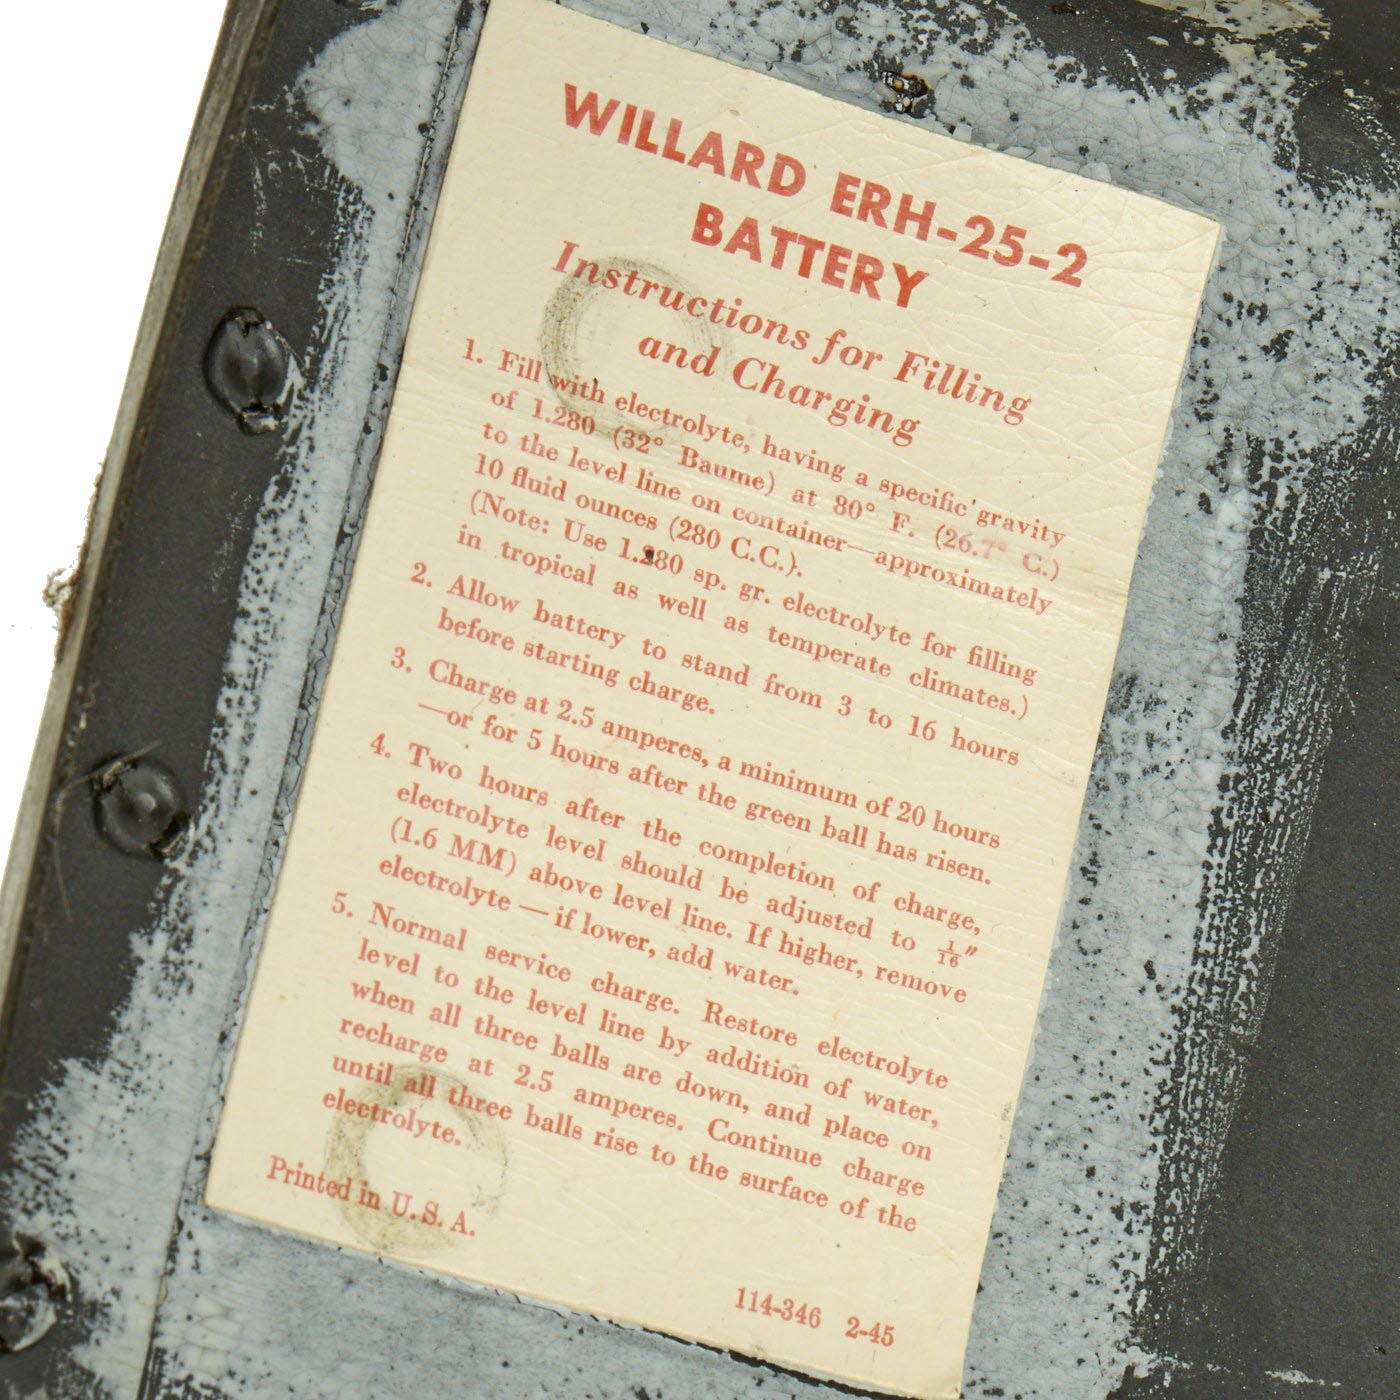 WILLARD ERH-25-2
BATTERY
Instructions for Filling
and Charging
1. Fill with electrolyte, having a specific gravity
of 1.280 (32° Baume) at 80° F. (26.7° C.)
to the level line on container—approximately
10 fluid ounces (280 C.C.).
(Note: Use 1.280 sp. gr. electrolyte for filling
in tropical as well as temperate climates.)
2. Allow battery to stand from 3 to 16 hours
before starting charge.
3. Charge at 2.5 amperes, a minimum of 20 hours
—or for 5 hours after the green ball has risen.
4. Two hours after the completion of charge,
electrolyte level should be adjusted to 1/16″
(1.6 MM) above level line. If higher, remove
electrolyte — if lower, add water.
5. Normal service charge. Restore electrolyte
level to the level line by addition of water,
when all three balls are down, and place on
recharge at 2.5 amperes. Continue charge
until all three balls rise to the surface of the
electrolyte.
Printed in U. S. A.
114-346 2-45